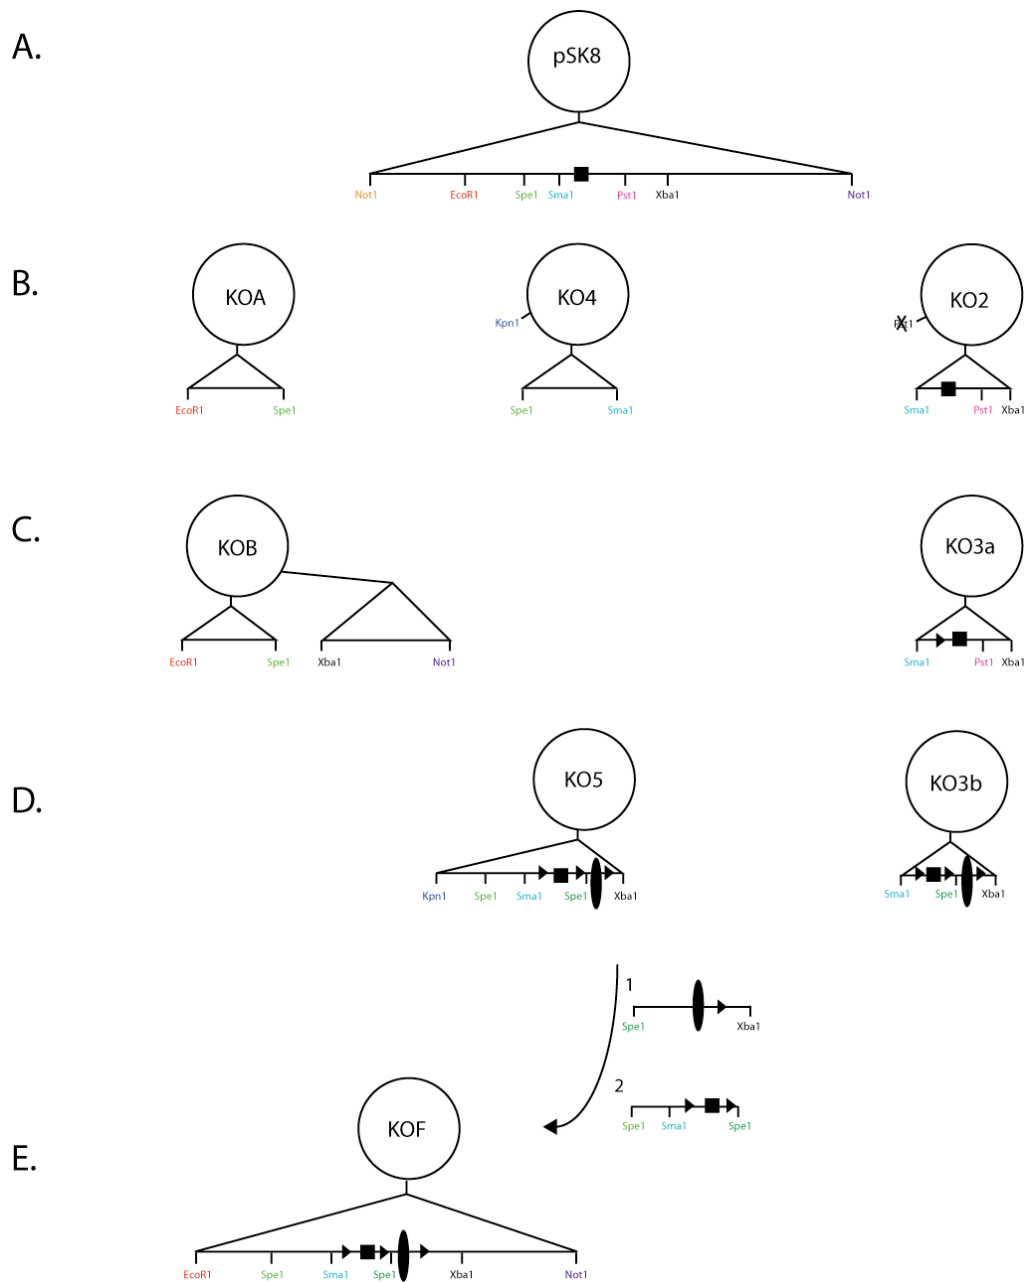 A.
pSK8
Not1 EcoR1 Spe1 Sma1 Pst1 Xba1 Not1
B.
KOA KO4 KO2
Kpn1 Pst1
EcoR1 Spe1 Spe1 Sma1 Sma1 Pst1 Xba1
C.
KOB KO3a
EcoR1 Spe1 Xba1 Not1 Sma1 Pst1 Xba1
D.
KO5 KO3b
Kpn1 Spe1 Sma1 Spe1 Xba1 Sma1 Spe1 Xba1
1
Spe1 Xba1
2
Spe1 Sma1 Spe1
E.
KOF
EcoR1 Spe1 Sma1 Spe1 Xba1 Not1